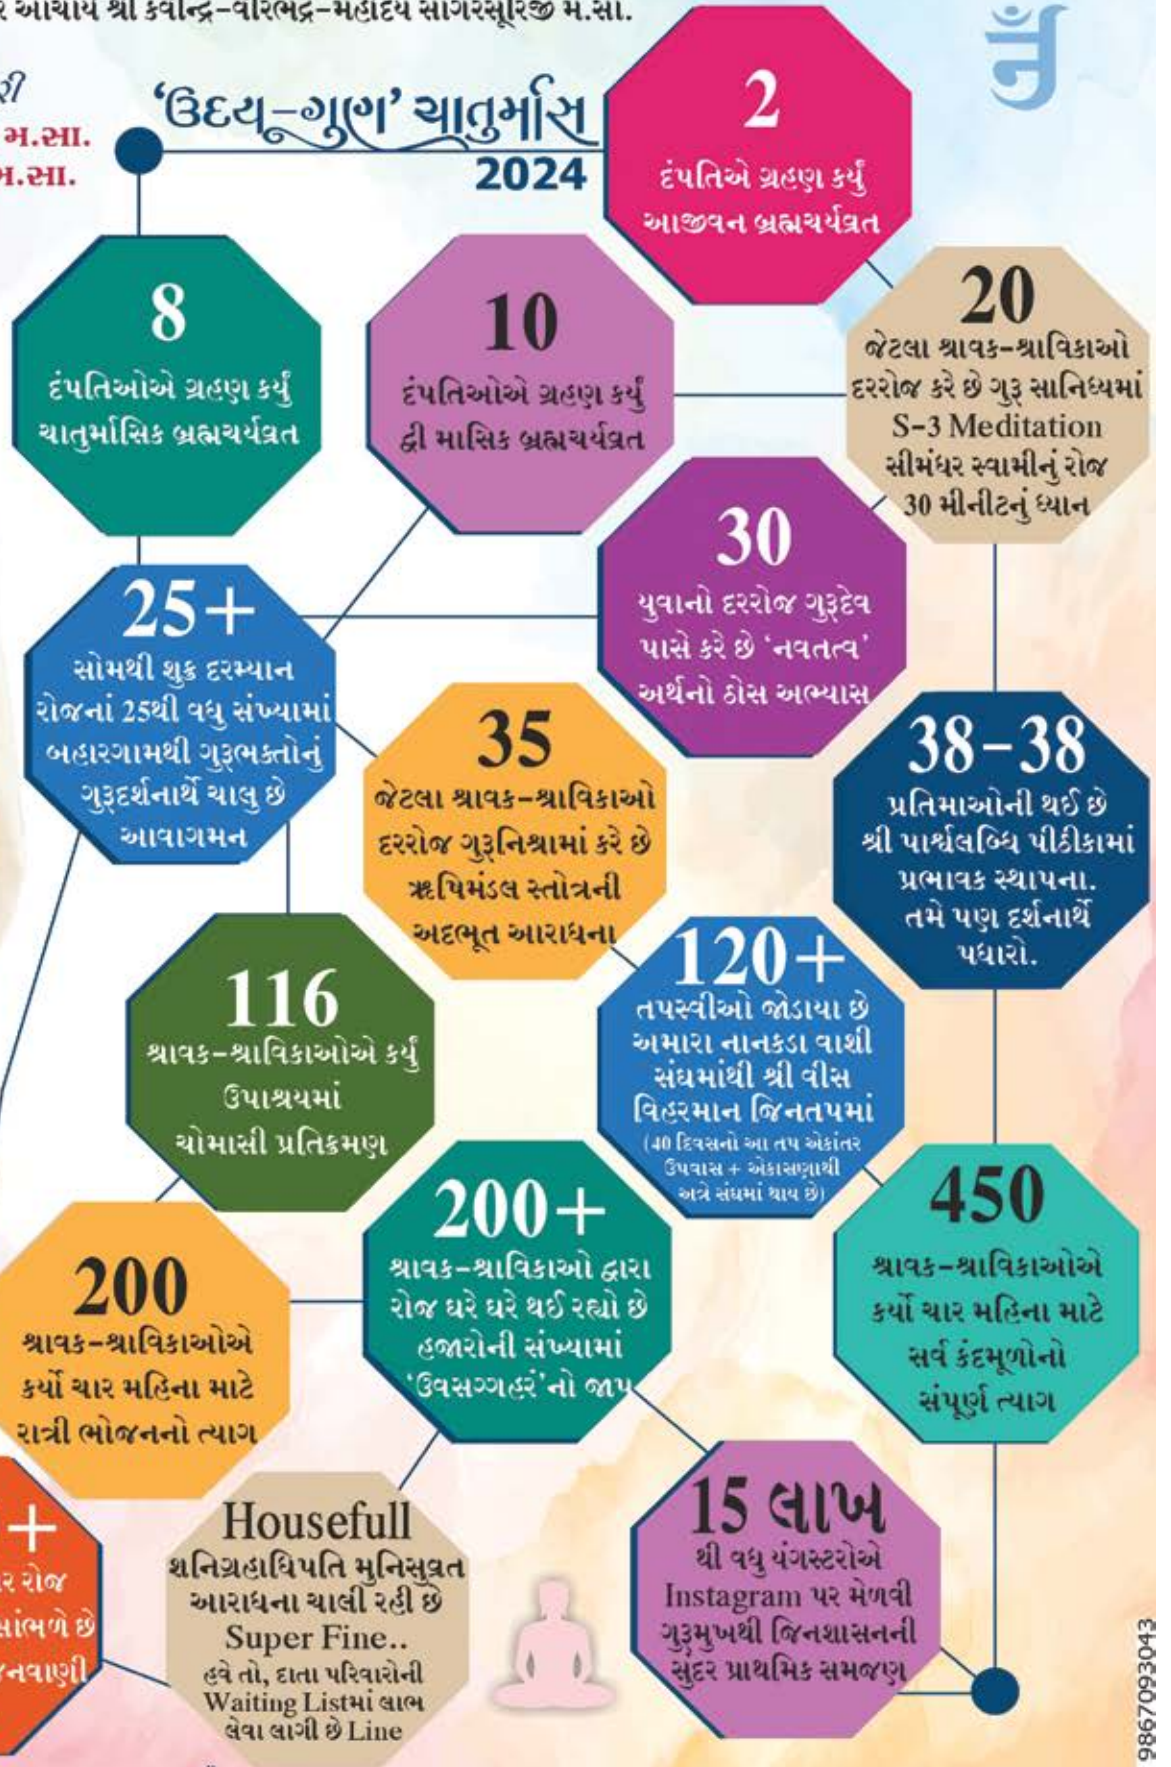 આચાર્ય શ્રી કવીન્દ્ર-વીરભદ્ર-મહોદય સાગરસૂરિજી મ.સા.
મ.સા.
મ.સા.
'ઉદય-ગુણ' ચાતુર્માસ
2024
2
દંપતિએ ગ્રહણ કર્યું
આજીવન બ્રહ્મચર્યવ્રત
8
દંપતિઓએ ગ્રહણ કર્યું
ચાતુર્માસિક બ્રહ્મચર્યવ્રત
10
દંપતિઓએ ગ્રહણ કર્યું
દ્વી માસિક બ્રહ્મચર્યવ્રત
20
જેટલા શ્રાવક-શ્રાવિકાઓ
દરરોજ કરે છે ગુરૂ સાનિધ્યમાં
S-3 Meditation
સીમંધર સ્વામીનું રોજ
30 મીનીટનું ધ્યાન
30
યુવાનો દરરોજ ગુરૂદેવ
પાસે કરે છે 'નવતત્વ'
અર્થનો ઠોસ અભ્યાસ
25+
સોમથી શુક્ર દરમ્યાન
રોજનાં 25થી વધુ સંખ્યામાં
બહારગામથી ગુરૂભક્તોનું
ગુરૂદર્શનાર્થે ચાલુ છે
આવાગમન
35
જેટલા શ્રાવક-શ્રાવિકાઓ
દરરોજ ગુરૂનિશ્રામાં કરે છે
ઋષિમંડલ સ્તોત્રની
અદભૂત આરાધના
38-38
પ્રતિમાઓની થઈ છે
શ્રી પાર્શ્વલબ્ધિ પીઠીકામાં
પ્રભાવક સ્થાપના.
તમે પણ દર્શનાર્થે
પધારો.
116
શ્રાવક-શ્રાવિકાઓએ કર્યું
ઉપાશ્રયમાં
ચોમાસી પ્રતિક્રમણ
120+
તપસ્વીઓ જોડાયા છે
અમારા નાનકડા વાશી
સંઘમાંથી શ્રી વીસ
વિહરમાન જિનતપમાં
(40 દિવસનો આ તપ એકાંતર
ઉપવાસ + એકાસણાથી
અત્રે સંઘમાં થાય છે)
200
શ્રાવક-શ્રાવિકાઓએ
કર્યો ચાર મહિના માટે
રાત્રી ભોજનનો ત્યાગ
200+
શ્રાવક-શ્રાવિકાઓ દ્વારા
રોજ ઘરે ઘરે થઈ રહ્યો છે
હજારોની સંખ્યામાં
'ઉવસગ્ગહરં'નો જાપ
450
શ્રાવક-શ્રાવિકાઓએ
કર્યો ચાર મહિના માટે
સર્વ કંદમૂળોનો
સંપૂર્ણ ત્યાગ
+
રોજ
સાંભળે છે
Housefull
શનિગ્રહાધિપતિ મુનિસુવ્રત
આરાધના ચાલી રહી છે
Super Fine..
હવે તો, દાતા પરિવારોની
Waiting Listમાં લાભ
લેવા લાગી છે Line
15 લાખ
થી વધુ યંગસ્ટરોએ
Instagram પર મેળવી
ગુરૂમુખથી જિનશાસનની
સુંદર પ્રાથમિક સમજણ
9867093043